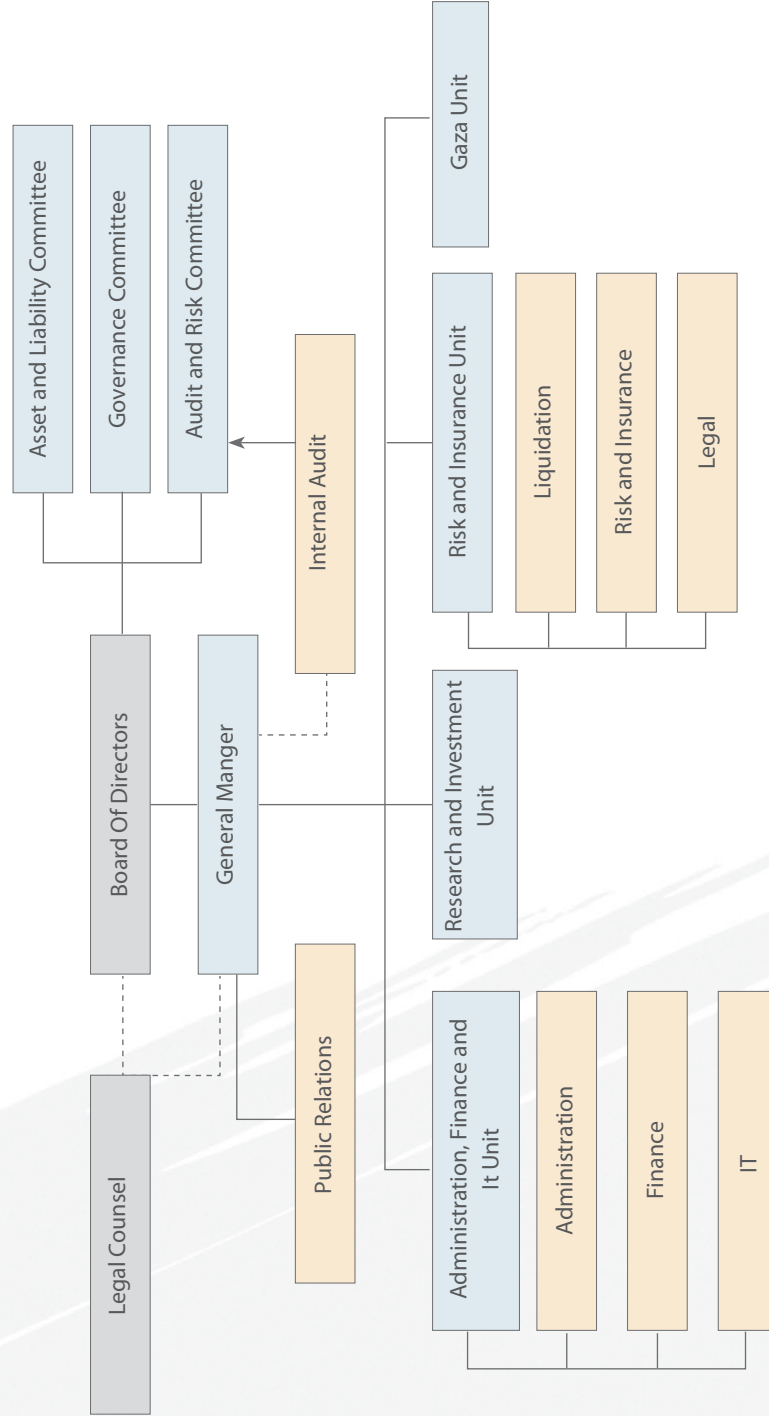 Asset and Liability Committee
Governance Committee
Audit and Risk Committee
Legal Counsel
Board Of Directors
General Manger
Public Relations
Internal Audit
Administration, Finance and
It Unit
Administration
Finance
IT
Research and Investment
Unit
Risk and Insurance Unit
Liquidation
Risk and Insurance
Legal
Gaza Unit